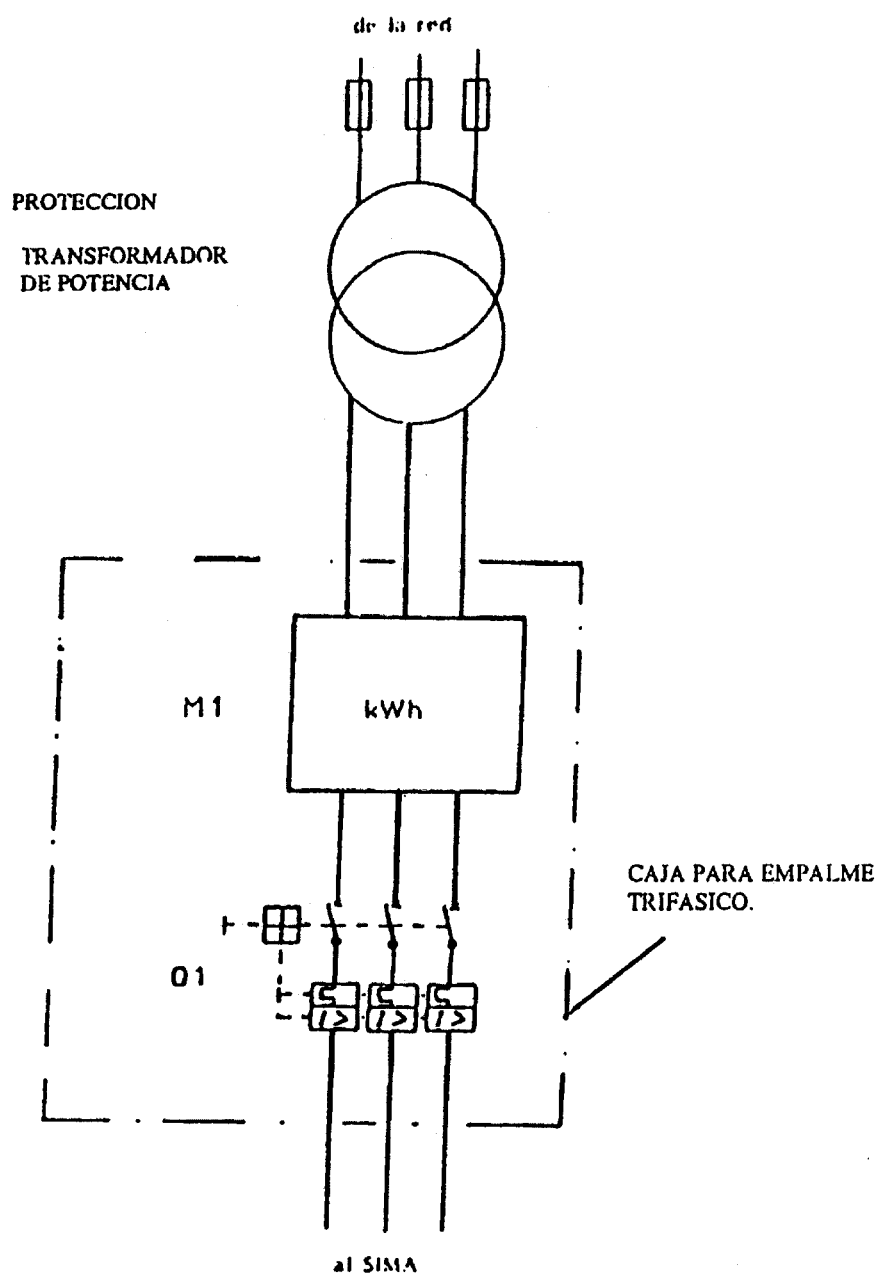 de la red
PROTECCION
TRANSFORMADOR
DE POTENCIA
M1
kWh
CAJA PARA EMPALME
TRIFASICO.
01
I >
I >
I >
al SIMA